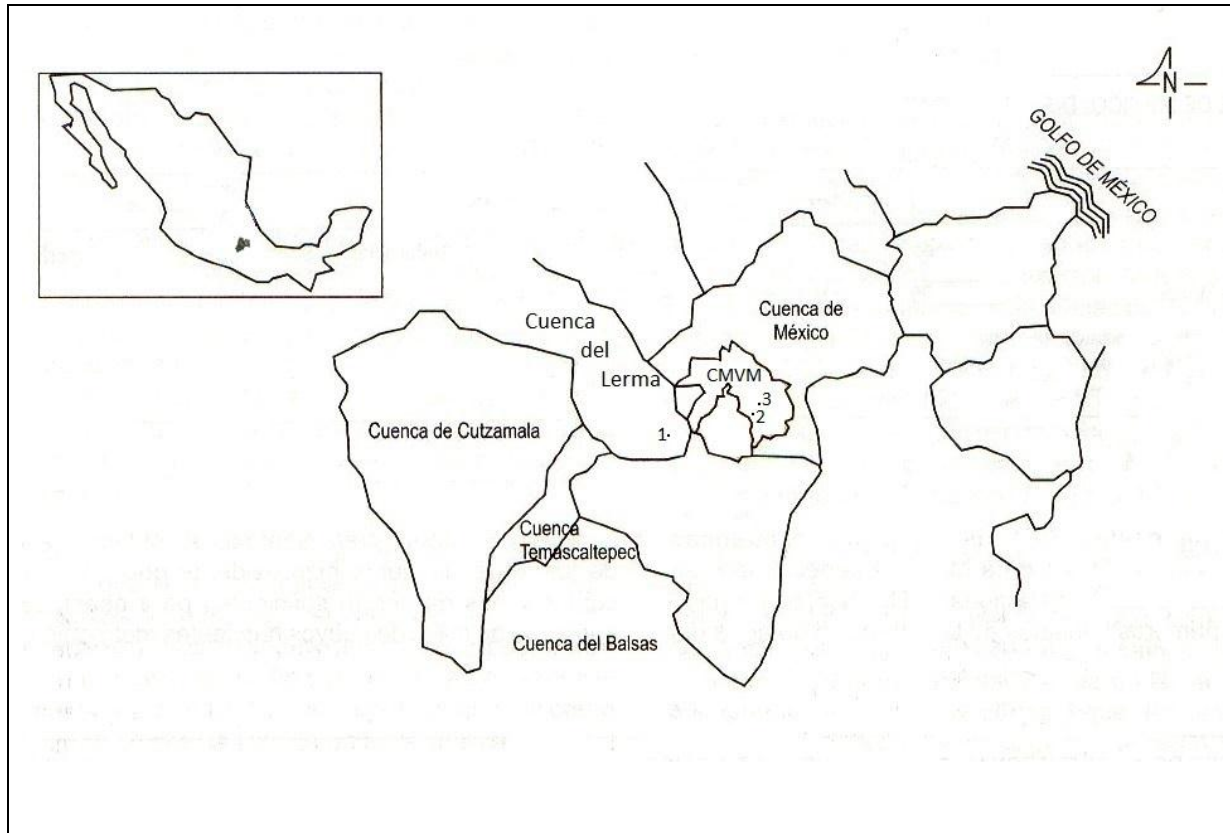 N
GOLFO DE MÉXICO
Cuenca de
México
Cuenca
del
Lerma
CMVM
3
2
1
Cuenca de Cutzamala
Cuenca
Temascaltepec
Cuenca del Balsas